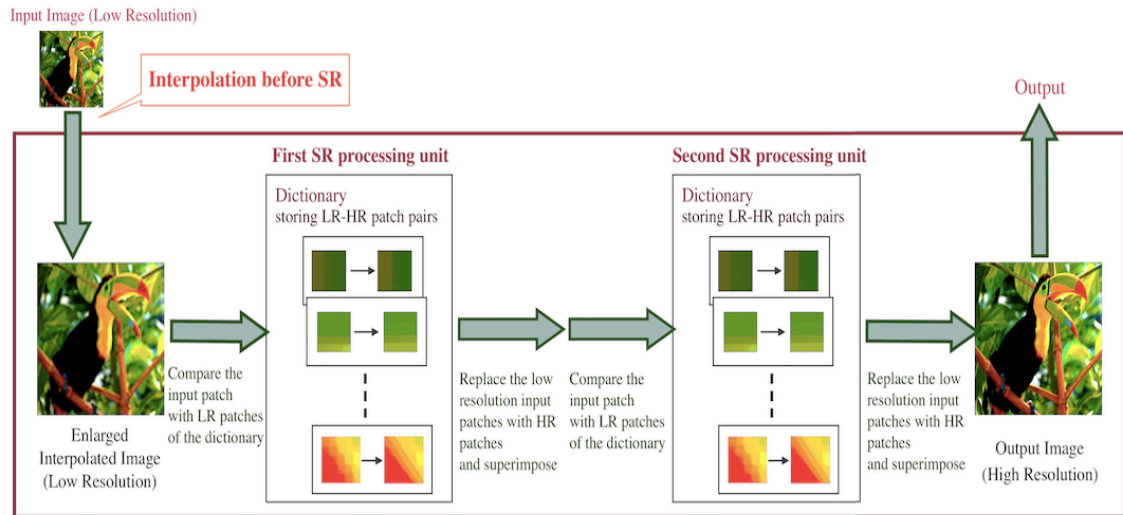 Input Image (Low Resolution)
Interpolation before SR
Output
First SR processing unit
Second SR processing unit
Dictionary
storing LR-HR patch pairs
Dictionary
storing LR-HR patch pairs
Enlarged
Interpolated Image
(Low Resolution)
Compare the
input patch
with LR patches
of the dictionary
Replace the low
resolution input
patches with HR
patches
and superimpose
Compare the
input patch
with LR patches
of the dictionary
Replace the low
resolution input
patches with HR
patches
and superimpose
Output Image
(High Resolution)